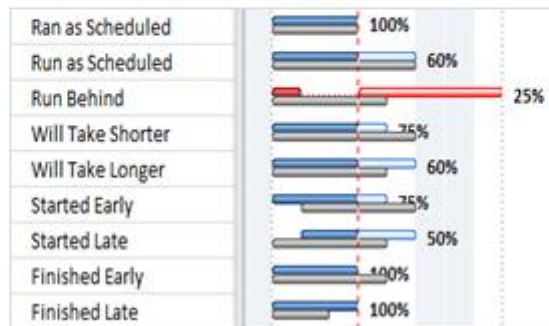 Ran as Scheduled 100%
Run as Scheduled 60%
Run Behind 25%
Will Take Shorter 75%
Will Take Longer 60%
Started Early 75%
Started Late 50%
Finished Early 100%
Finished Late 100%